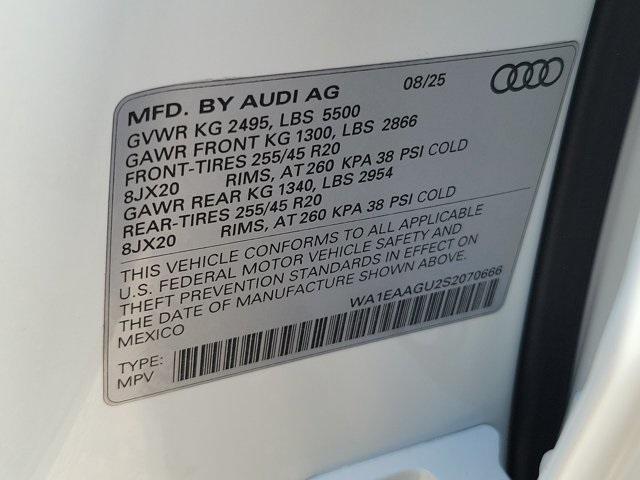 MFD. BY AUDI AG 08/25
GVWR KG 2495, LBS 5500
GAWR FRONT KG 1300, LBS 2866
FRONT-TIRES 255/45 R20
8JX20 RIMS, AT 260 KPA 38 PSI COLD
GAWR REAR KG 1340, LBS 2954
REAR-TIRES 255/45 R20
8JX20 RIMS, AT 260 KPA 38 PSI COLD
THIS VEHICLE CONFORMS TO ALL APPLICABLE
U.S. FEDERAL MOTOR VEHICLE SAFETY AND
THEFT PREVENTION STANDARDS IN EFFECT ON
THE DATE OF MANUFACTURE SHOWN ABOVE.
MEXICO WA1EAAGU2S2070666
TYPE:
MPV